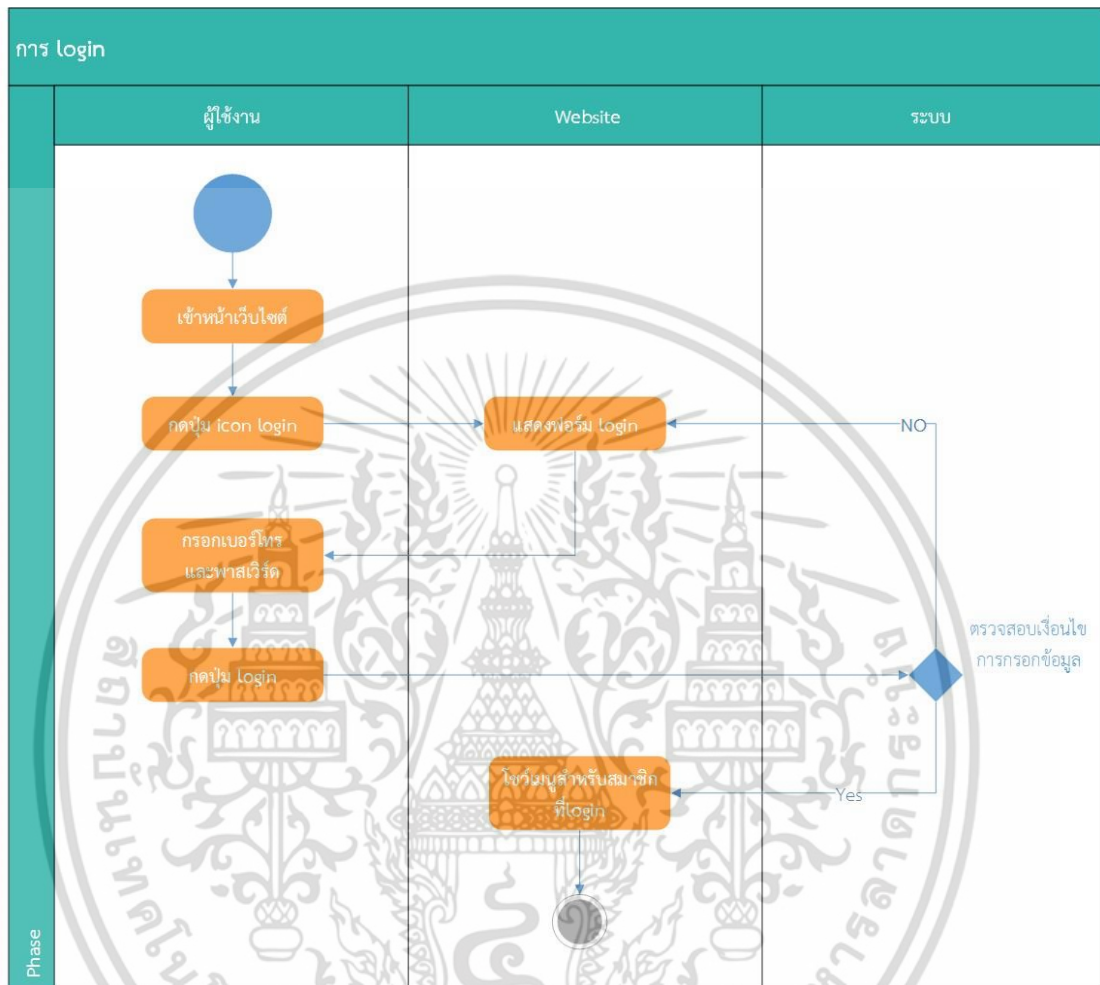 การ login
ผู้ใช้งาน
Website
ระบบ
เข้าหน้าเว็บไซต์
กดปุ่ม icon login
แสดงฟอร์ม login
NO
กรอกเบอร์โทร
และพาสเวิร์ด
ตรวจสอบเงื่อนไข
การกรอกข้อมูล
กดปุ่ม login
โชว์เมนูสำหรับสมาชิก
ที่login
Yes
Phase